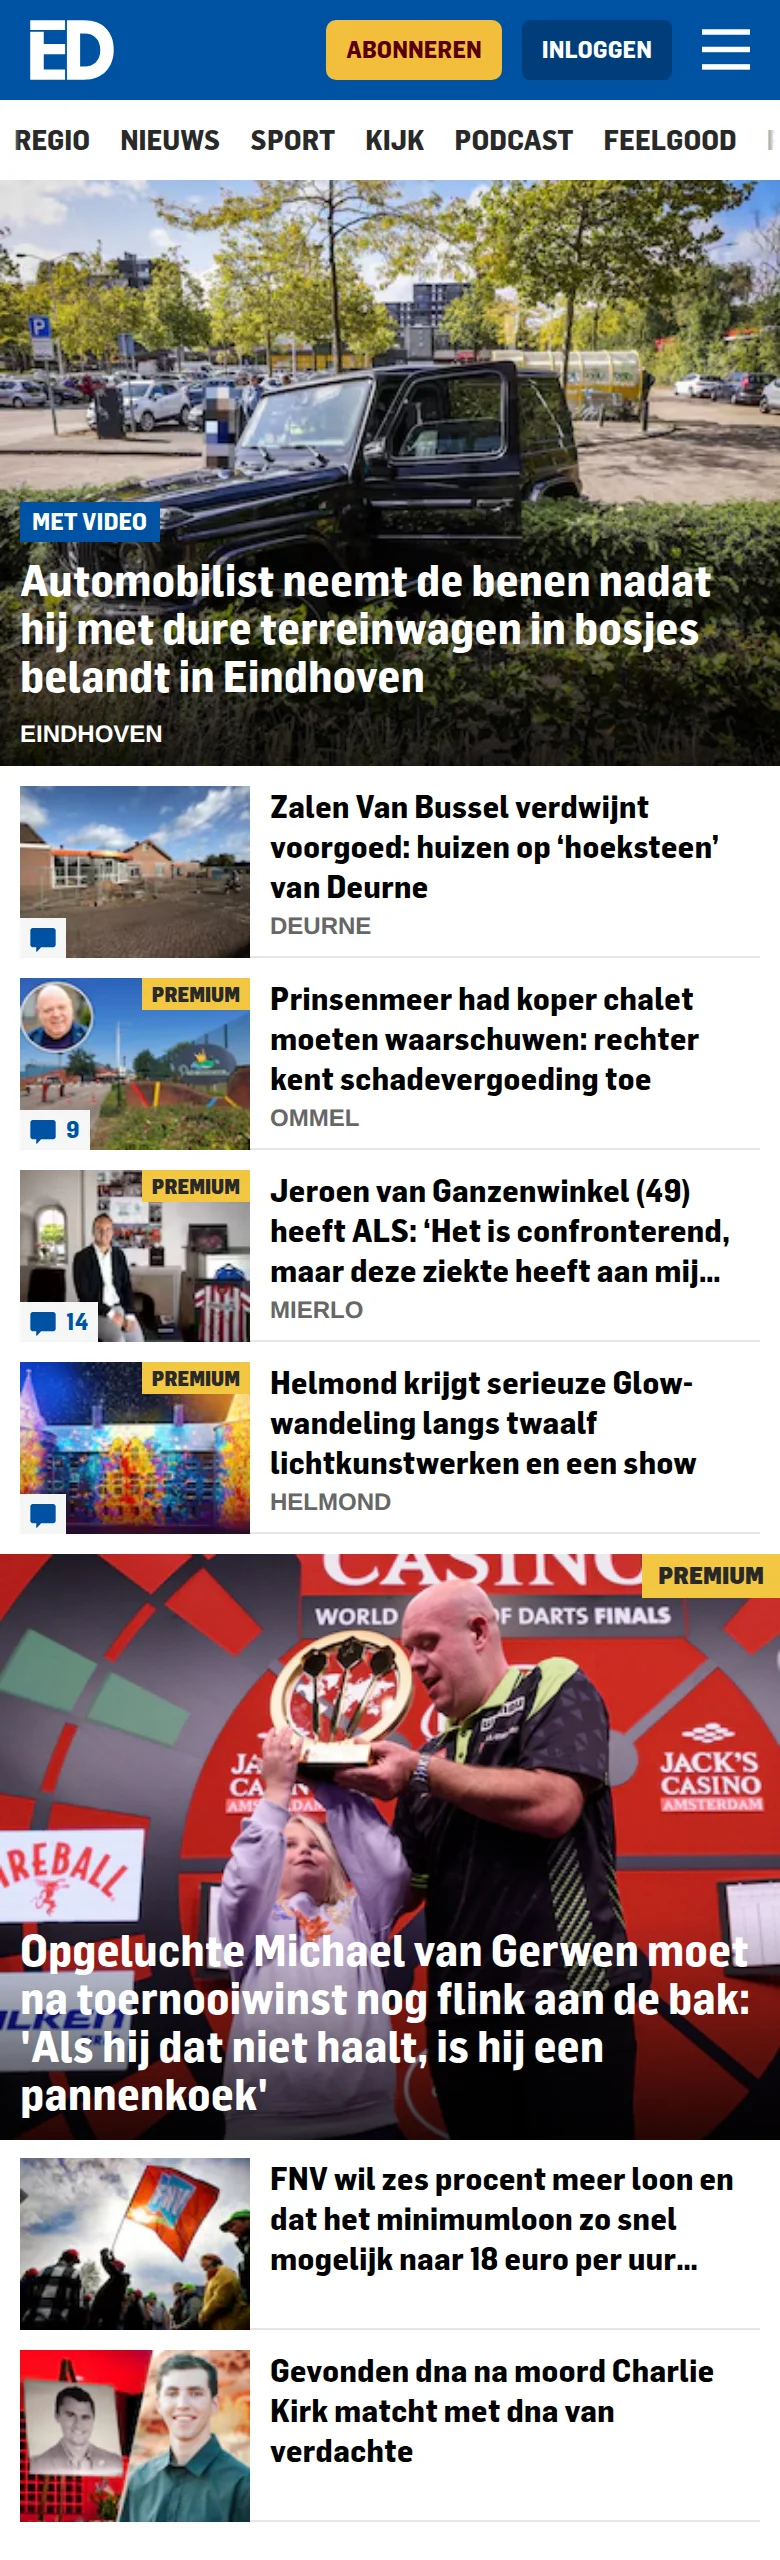 ED
ABONNEREN
INLOGGEN
REGIO NIEUWS SPORT KIJK PODCAST FEELGOOD
P
MET VIDEO
Automobilist neemt de benen nadat
hij met dure terreinwagen in bosjes
belandt in Eindhoven
EINDHOVEN
Zalen Van Bussel verdwijnt
voorgoed: huizen op ‘hoeksteen’
van Deurne
DEURNE
PREMIUM
9
Prinsenmeer had koper chalet
moeten waarschuwen: rechter
kent schadevergoeding toe
OMMEL
PREMIUM
14
Jeroen van Ganzenwinkel (49)
heeft ALS: ‘Het is confronterend,
maar deze ziekte heeft aan mij...
MIERLO
PREMIUM
Helmond krijgt serieuze Glow-
wandeling langs twaalf
lichtkunstwerken en een show
HELMOND
CASINO
PREMIUM
WORLD OF DARTS FINALS
JACK'S
CASINO
AMSTERDAM
FIREBALL
Opgeluchte Michael van Gerwen moet
na toernooiwinst nog flink aan de bak:
'Als hij dat niet haalt, is hij een
pannenkoek'
FNV wil zes procent meer loon en
dat het minimumloon zo snel
mogelijk naar 18 euro per uur...
Gevonden dna na moord Charlie
Kirk matcht met dna van
verdachte